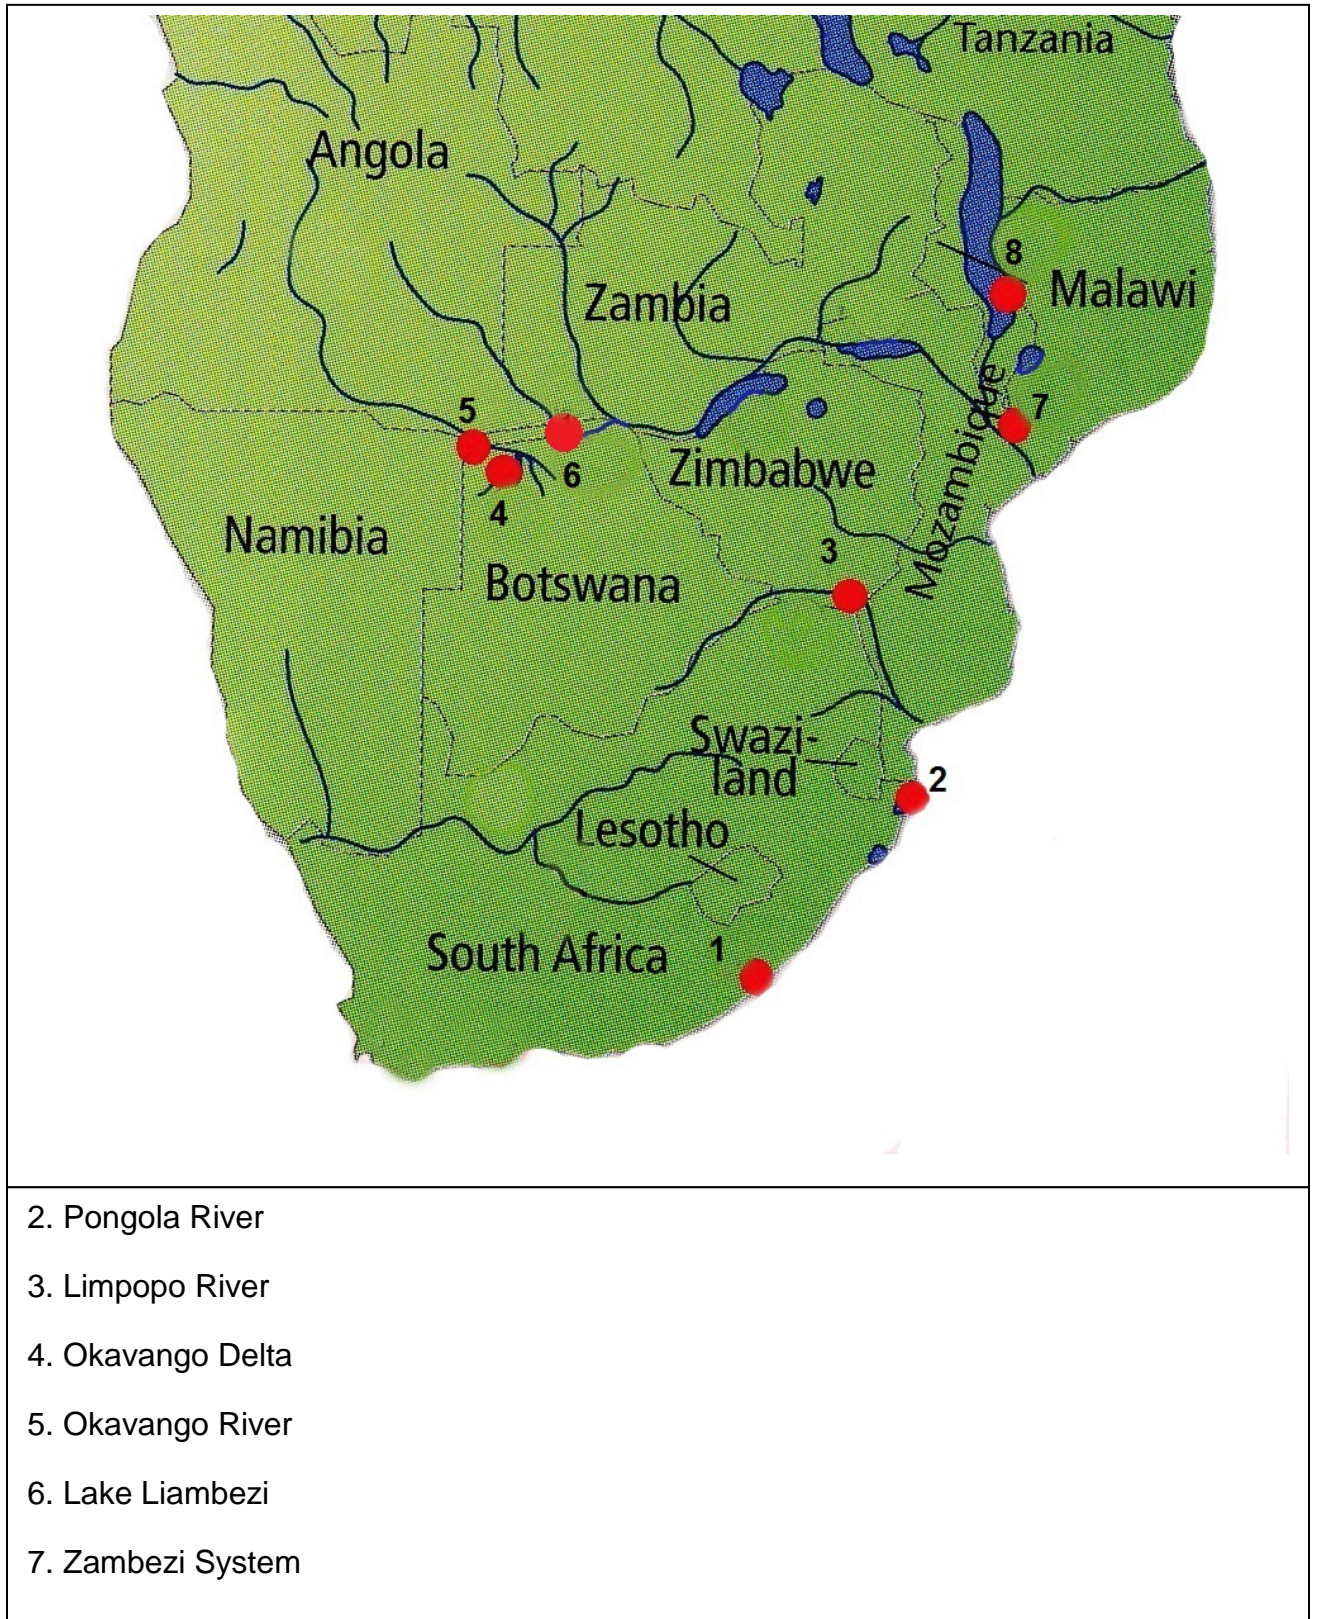 Tanzania
Angola
8
Zambia
Malawi
5
7
6
Zimbabwe
4
Mozambique
Namibia
3
Botswana
Swazi-
land
2
Lesotho
South Africa
1
2. Pongola River
3. Limpopo River
4. Okavango Delta
5. Okavango River
6. Lake Liambezi
7. Zambezi System